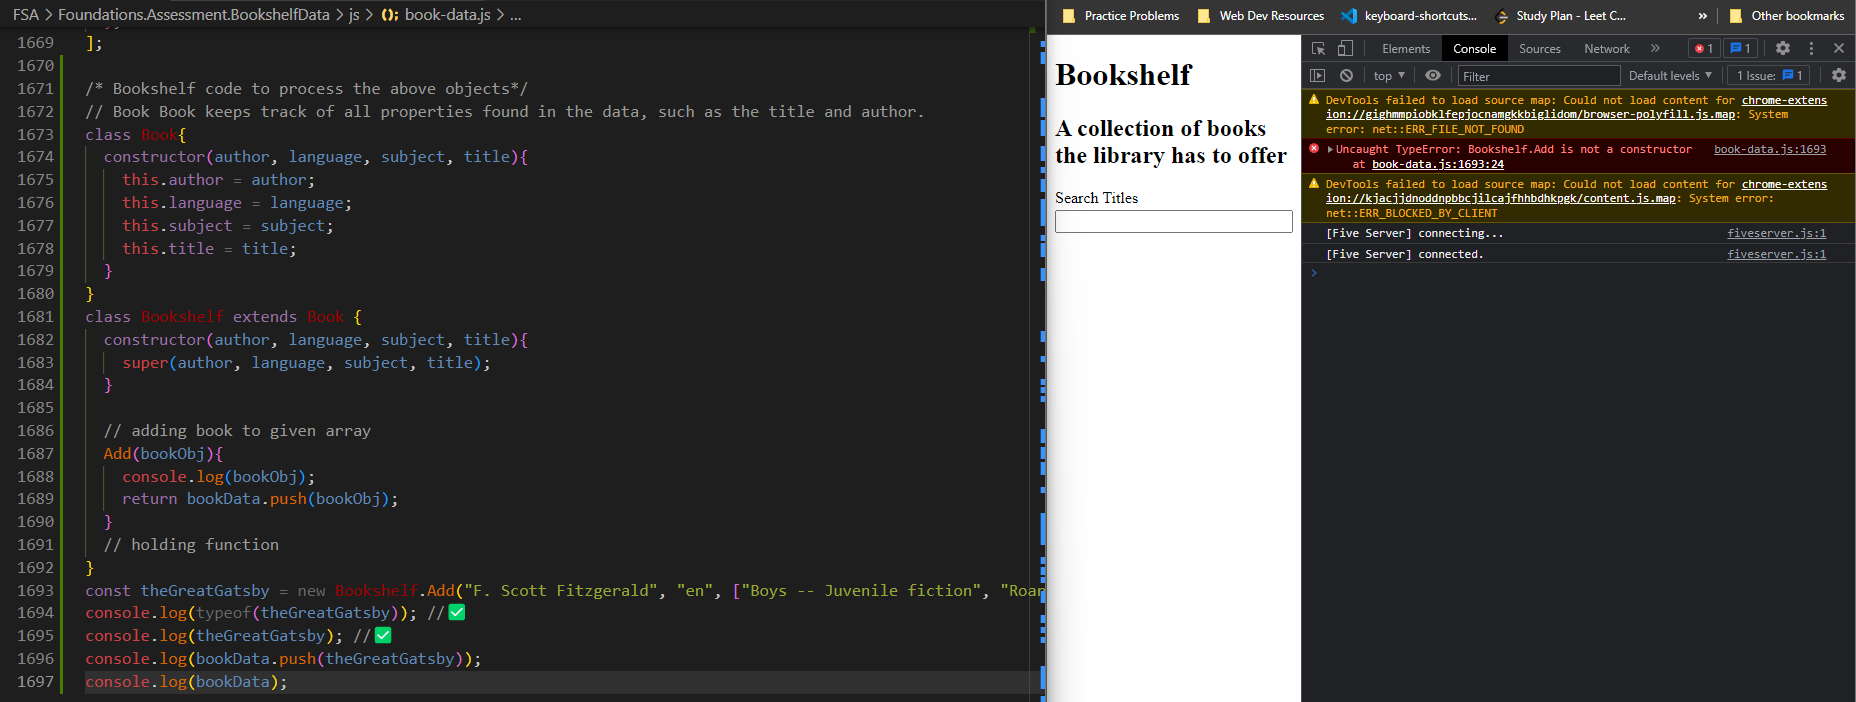 FSA > Foundations.Assessment.BookshelfData > js > book-data.js > ...
1669 ];
1670
1671 /* Bookshelf code to process the above objects*/
1672 // Book Book keeps track of all properties found in the data, such as the title and author.
1673 class Book{
1674 constructor(author, language, subject, title){
1675 this.author = author;
1676 this.language = language;
1677 this.subject = subject;
1678 this.title = title;
1679 }
1680 }
1681 class Bookshelf extends Book {
1682 constructor(author, language, subject, title){
1683 super(author, language, subject, title);
1684 }
1685
1686 // adding book to given array
1687 Add(bookObj){
1688 console.log(bookObj);
1689 return bookData.push(bookObj);
1690 }
1691 // holding function
1692 }
1693 const theGreatGatsby = new Bookshelf.Add("F. Scott Fitzgerald", "en", ["Boys -- Juvenile fiction", "Roar
1694 console.log(typeof(theGreatGatsby)); //✅
1695 console.log(theGreatGatsby); //✅
1696 console.log(bookData.push(theGreatGatsby));
1697 console.log(bookData);
Practice Problems Web Dev Resources keyboard-shortcuts... Study Plan - Leet C... » Other bookmarks
Bookshelf
A collection of books
the library has to offer
Search Titles
Elements Console Sources Network » 1 1
top ▼ Filter Default levels ▼ 1 Issue: 1
DevTools failed to load source map: Could not load content for chrome-extens
ion://gighmmpiobklfepjocnamgkkbiglidom/browser-polyfill.js.map: System
error: net::ERR_FILE_NOT_FOUND
Uncaught TypeError: Bookshelf.Add is not a constructor book-data.js:1693
at book-data.js:1693:24
DevTools failed to load source map: Could not load content for chrome-extens
ion://kjacjjdnoddnpbbcjilcajfhhbdhkpgk/content.js.map: System error:
net::ERR_BLOCKED_BY_CLIENT
[Five Server] connecting... fiveserver.js:1
[Five Server] connected. fiveserver.js:1